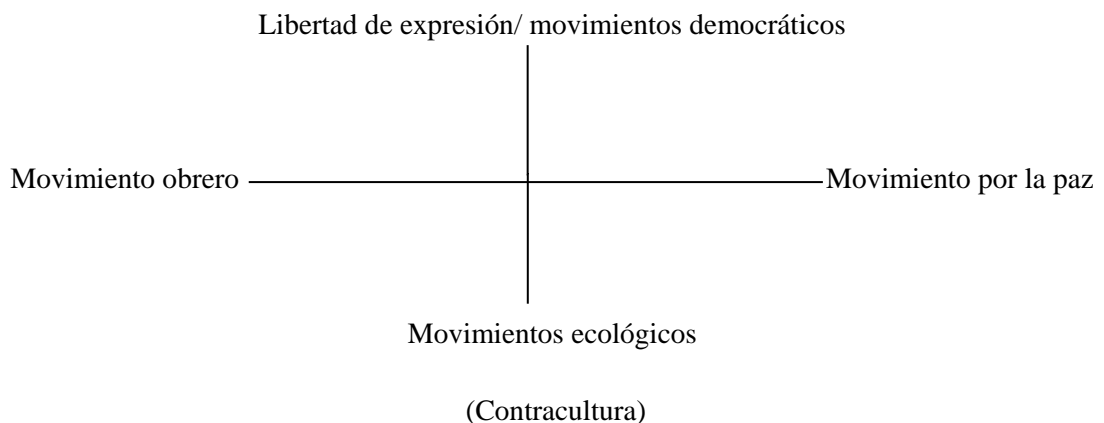 Libertad de expresión/ movimientos democráticos
Movimiento obrero
Movimiento por la paz
Movimientos ecológicos
(Contracultura)